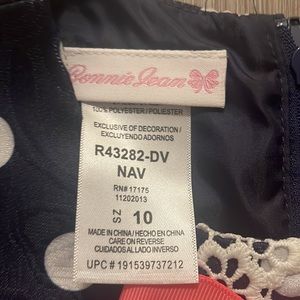 Bonnie Jean
100% POLYESTER/POLIESTER
EXCLUSIVE OF DECORATION /
EXCLUYENDO ADORNOS
R43282-DV
NAV
RN# 17175
11202013
SZ 10
MADE IN CHINA / HECHO EN CHINA
CARE ON REVERSE
CUIDADOS AL LADO INVERSO
UPC # 191539737212